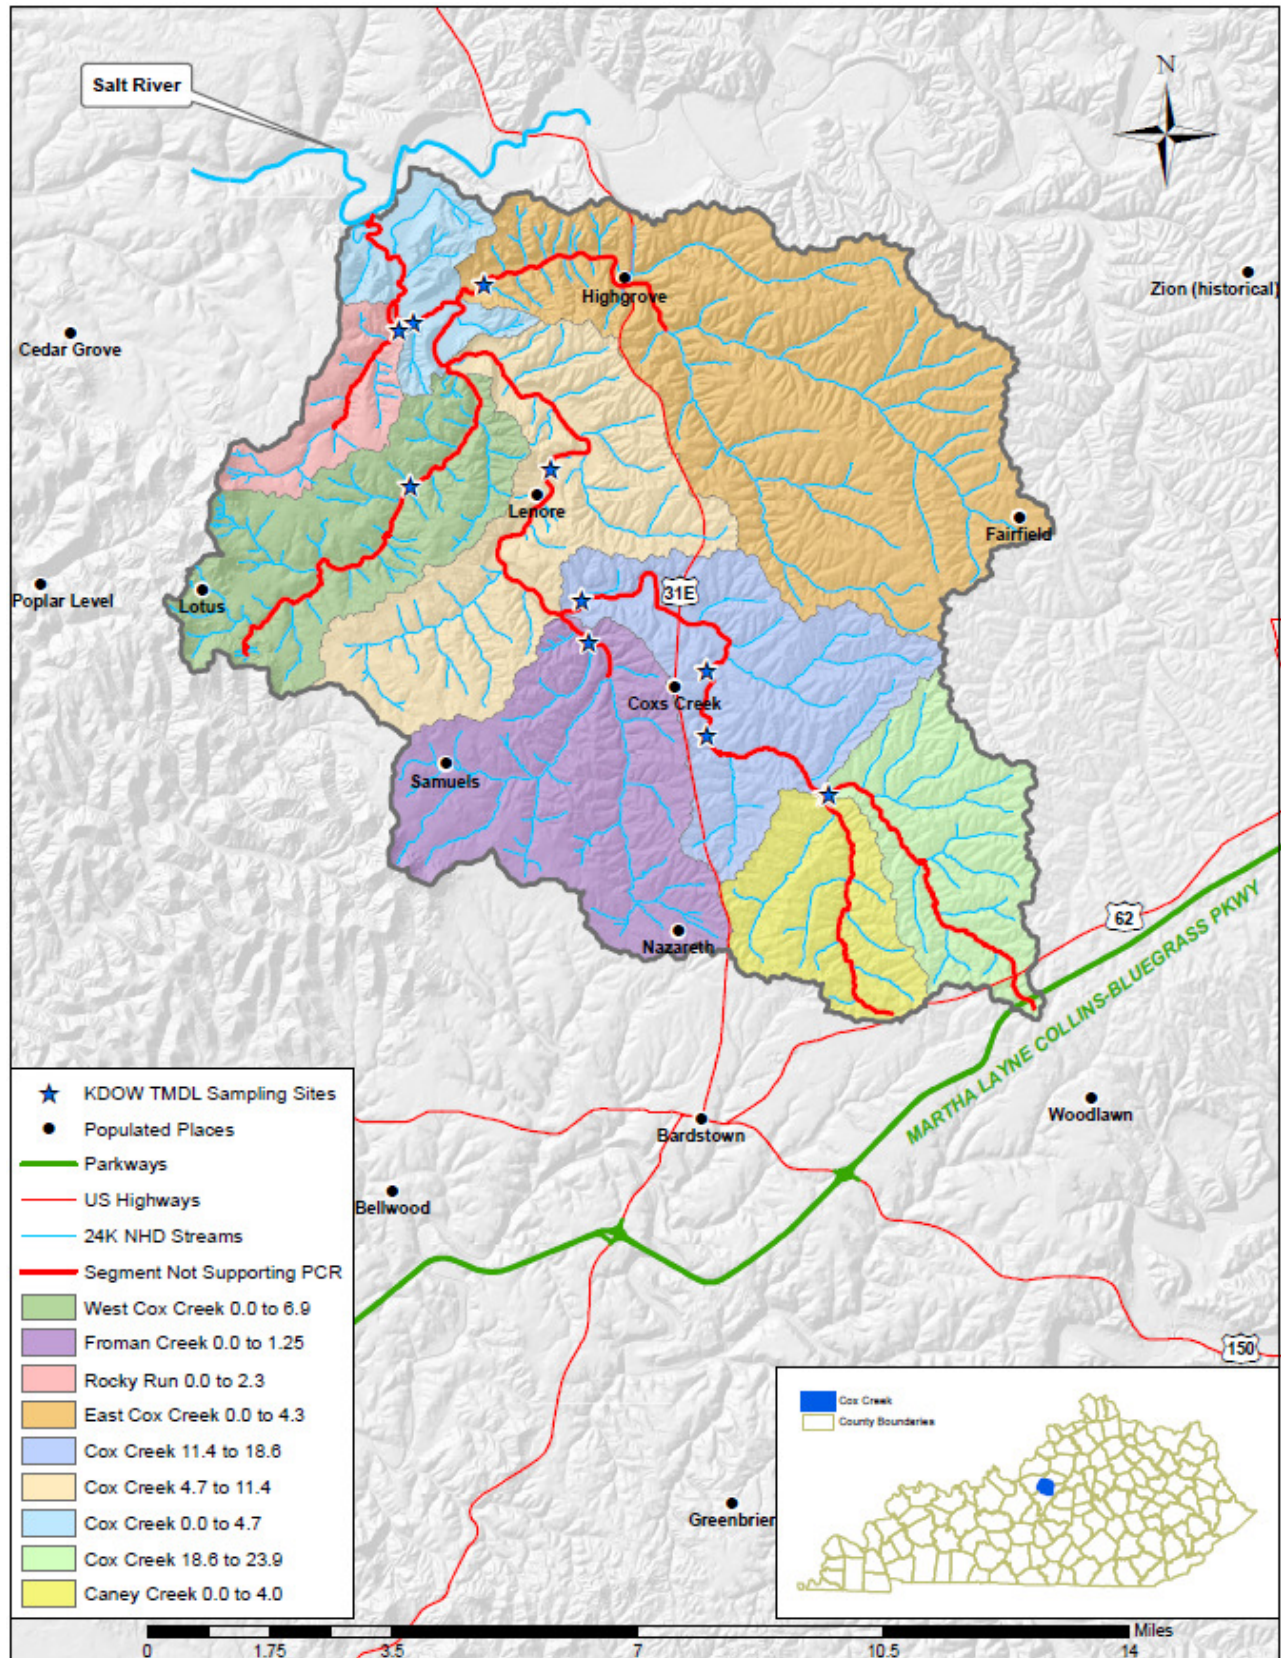 N
Salt River
Highgrove
Zion (historical)
Cedar Grove
Lenore
Fairfield
Poplar Level
Lotus
31E
Coxs Creek
Samuels
62
Nazareth
MARTHA LAYNE COLLINS-BLUEGRASS PKWY
Woodlawn
Bardstown
Bellwood
150
Greenbrier
KDOW TMDL Sampling Sites
Populated Places
Parkways
US Highways
24K NHD Streams
Segment Not Supporting PCR
West Cox Creek 0.0 to 6.9
Froman Creek 0.0 to 1.25
Rocky Run 0.0 to 2.3
East Cox Creek 0.0 to 4.3
Cox Creek 11.4 to 18.6
Cox Creek 4.7 to 11.4
Cox Creek 0.0 to 4.7
Cox Creek 18.6 to 23.9
Caney Creek 0.0 to 4.0
Cox Creek
County Bounderies
Miles
0 1.75 3.5 7 10.5 14